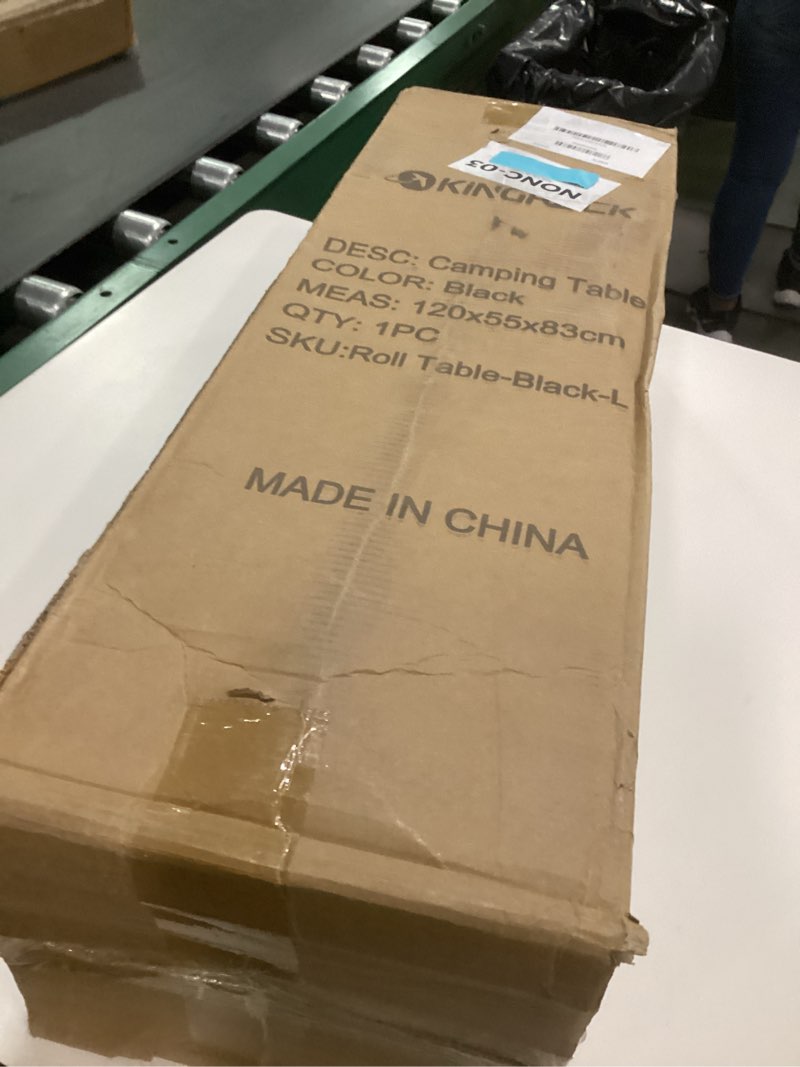 NONC-03
DESC: Camping Table
COLOR: Black
MEAS: 120x55x83cm
QTY: 1PC
SKU:Roll Table-Black-L
MADE IN CHINA